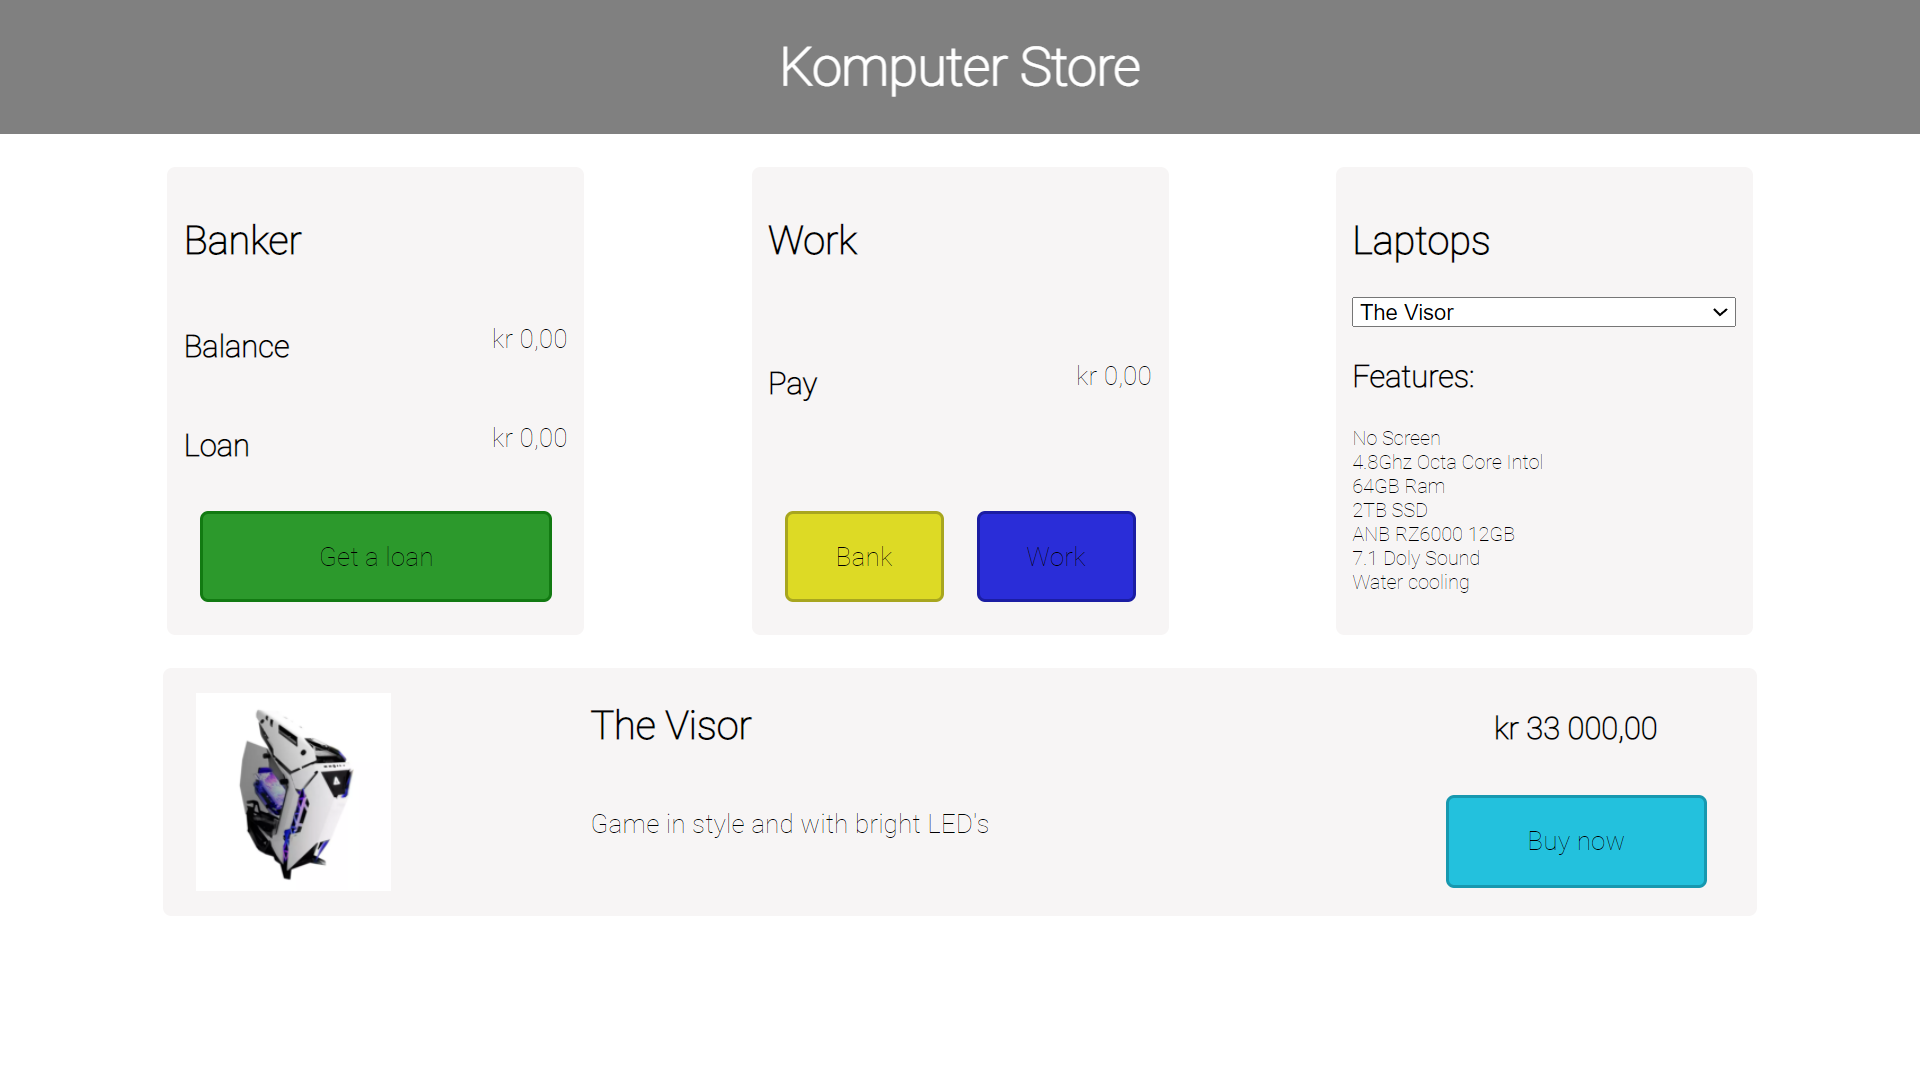 Komputer Store
Banker
Balance
kr 0,00
Loan
kr 0,00
Get a loan
Work
Pay
kr 0,00
Bank
Work
Laptops
The Visor
Features:
No Screen
4.8Ghz Octa Core Intol
64GB Ram
2TB SSD
ANB RZ6000 12GB
7.1 Doly Sound
Water cooling
The Visor
Game in style and with bright LED's
kr 33 000,00
Buy now